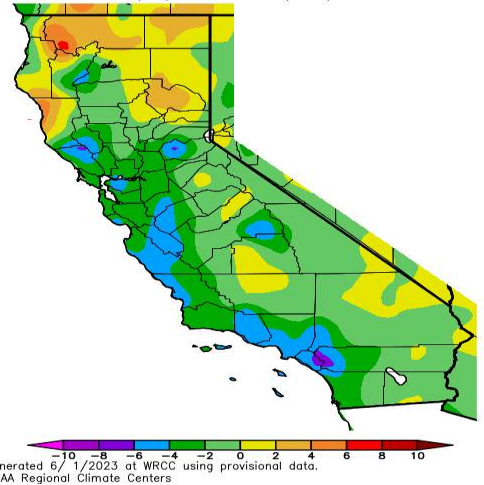 -10 -8 -6 -4 -2 0 2 4 6 8 10
nerated 6/ 1/2023 at WRCC using provisional data.
AA Regional Climate Centers